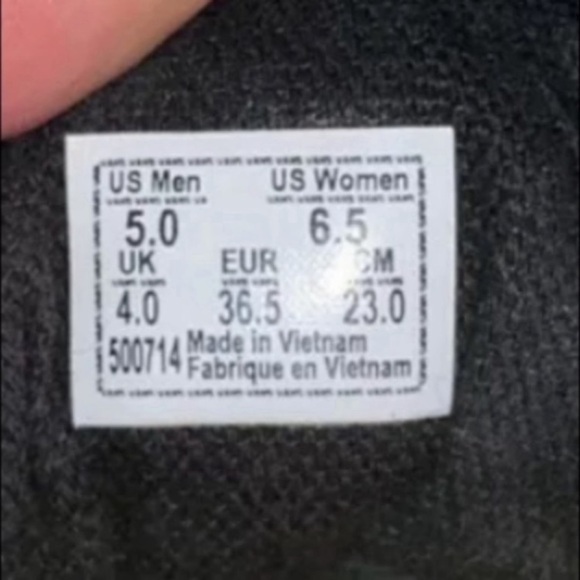 US Men US Women
5.0 6.5
UK EUR CM
4.0 36.5 23.0
500714 Made in Vietnam
Fabrique en Vietnam